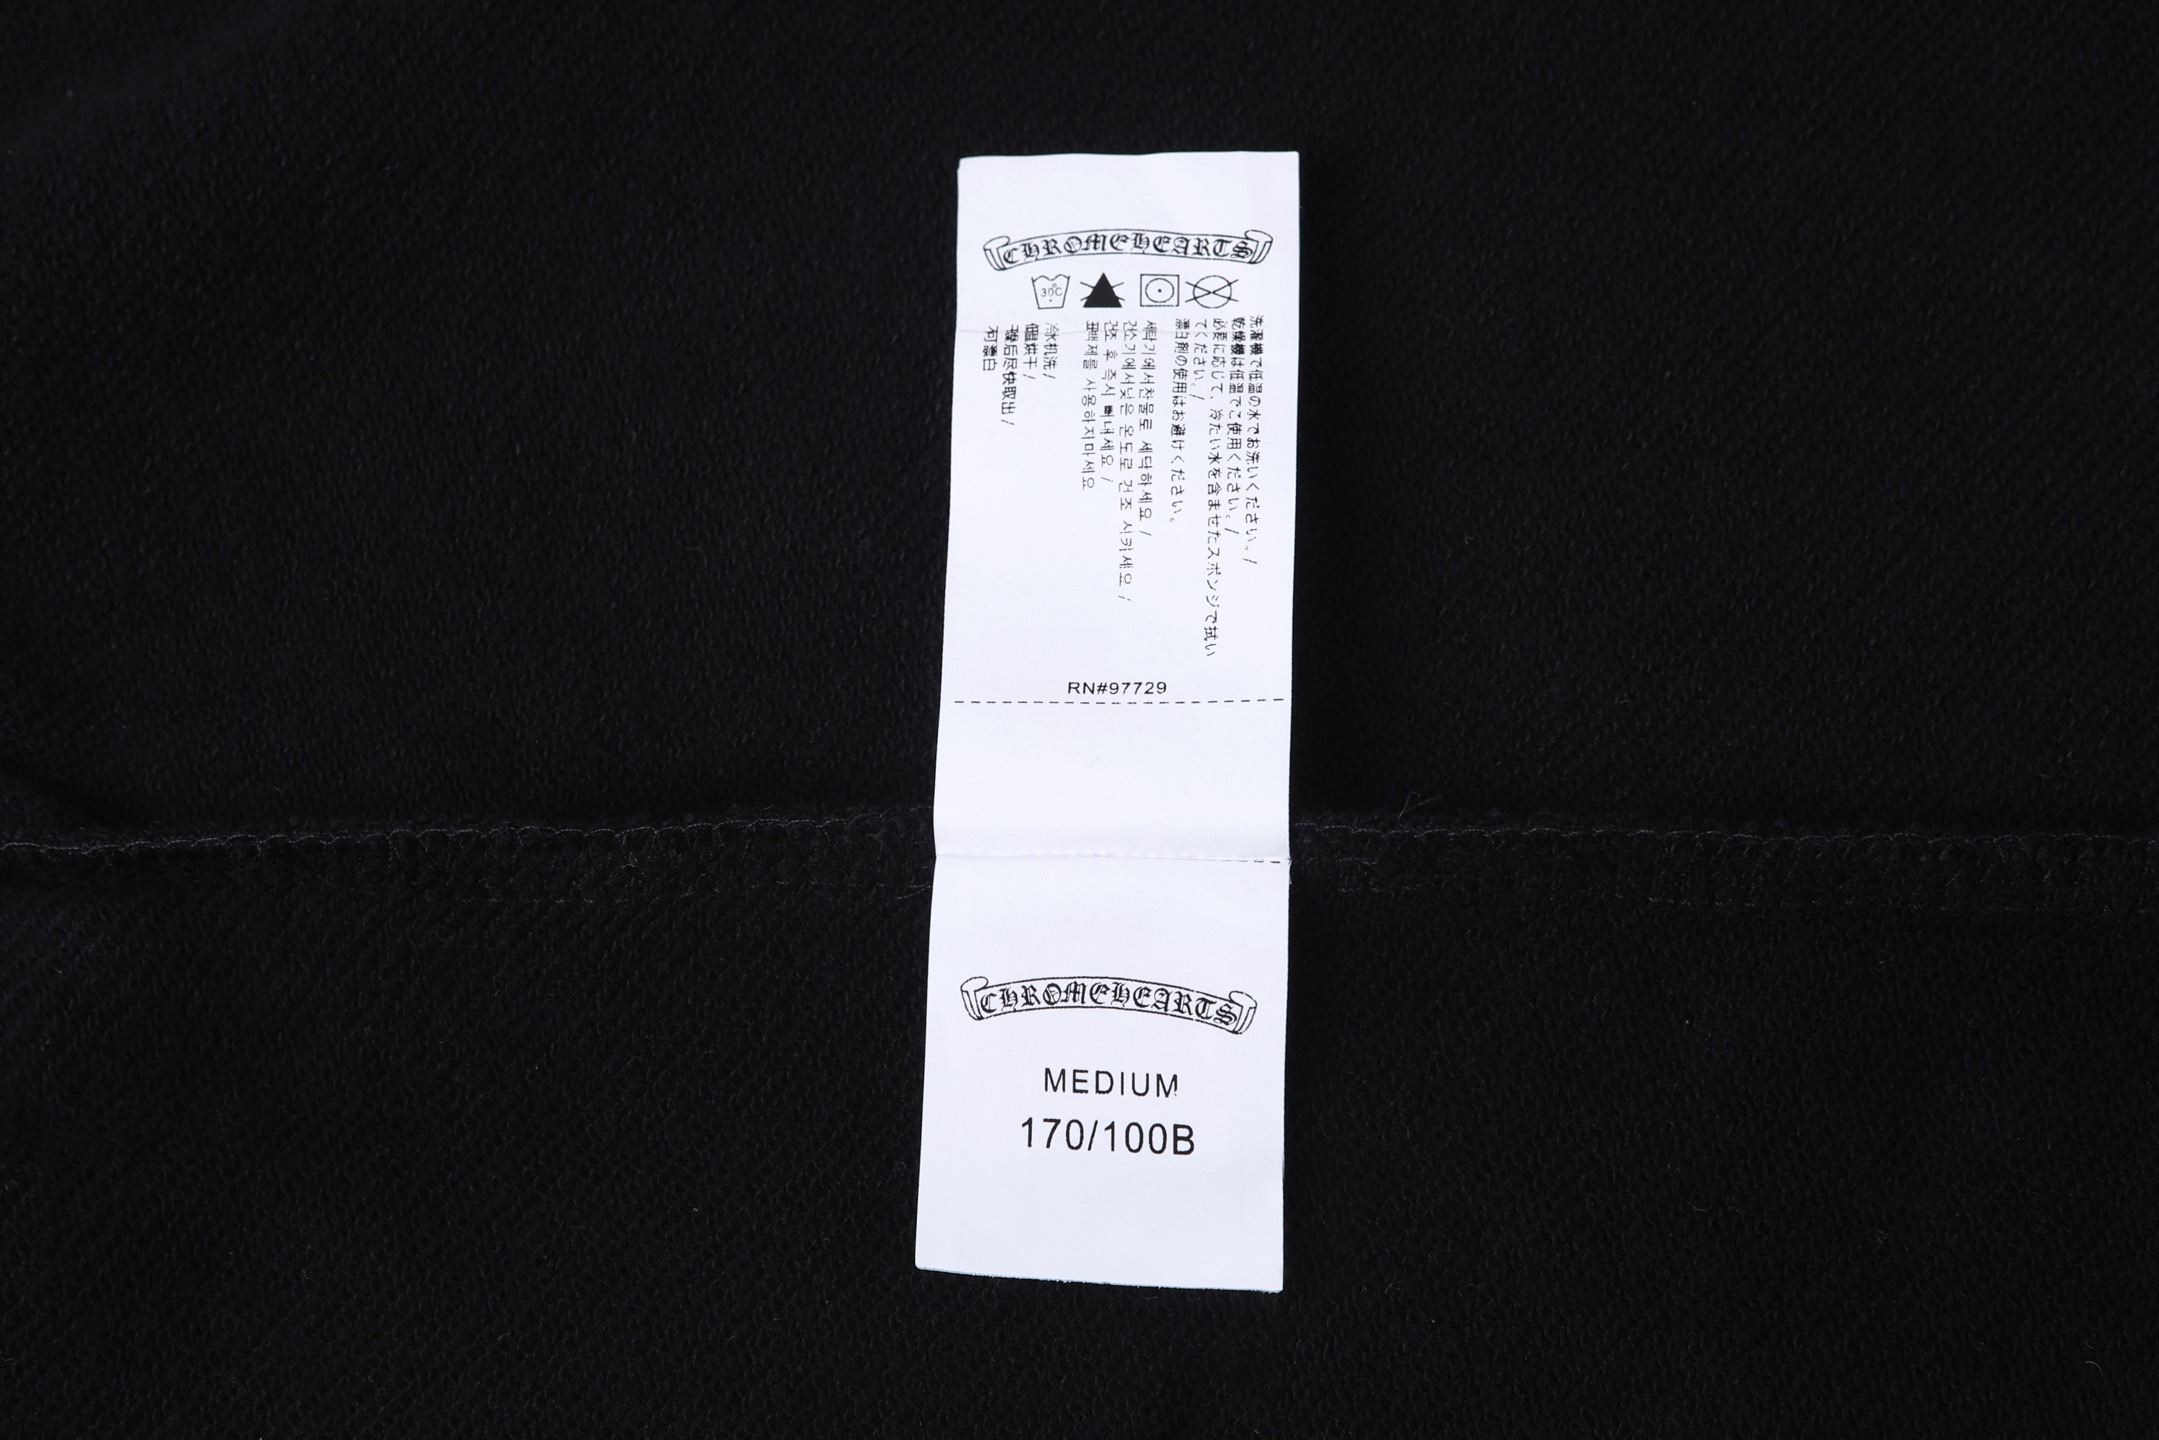 CHROMEHEARTS
30°C
洗濯機で低温の水でお洗いください。/
乾燥機は低温でご使用ください。/
必要に応じて、冷たい水を含ませたスポンジで拭い
てください。/
漂白剤の使用はお避けください。
세탁기에서찬물로 세탁하세요 /
건조기에서낮은 온도로 건조 시키세요 /
건조 후 즉시 빼내세요 /
표백제를 사용하지마세요
冷水机洗/
低温烘干/
燥后尽快取出/
不可漂白
RN#97729
CHROMEHEARTS
MEDIUM
170/100B